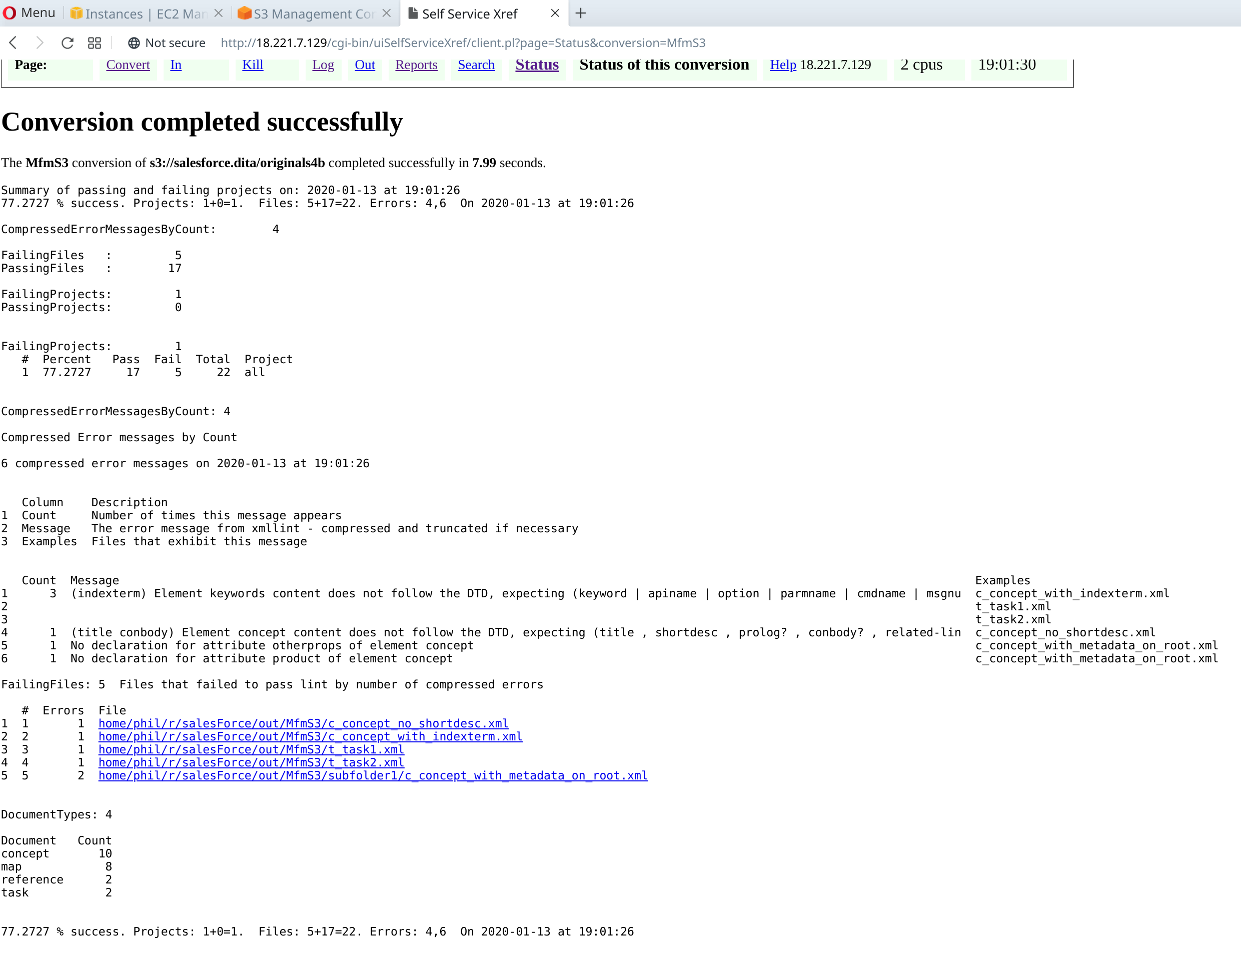 Menu
Instances | EC2 Mar
S3 Management Co
Self Service Xref
Not secure http://18.221.7.129/cgi-bin/uiSelfServiceXref/client.pl?page=Status&conversion=MfmS3
Page: Convert In Kill Log Out Reports Search Status Status of this conversion Help 18.221.7.129 2 cpus 19:01:30
Conversion completed successfully
The MfmS3 conversion of s3://salesforce.dita/originals4b completed successfully in 7.99 seconds.
Summary of passing and failing projects on: 2020-01-13 at 19:01:26
77.2727 % success. Projects: 1+0=1.  Files: 5+17=22. Errors: 4,6  On 2020-01-13 at 19:01:26
CompressedErrorMessagesByCount:        4
FailingFiles   :         5
PassingFiles   :        17
FailingProjects:         1
PassingProjects:         0
FailingProjects:         1
   #  Percent   Pass  Fail  Total  Project
   1  77.2727     17     5     22  all
CompressedErrorMessagesByCount: 4
Compressed Error messages by Count
6 compressed error messages on 2020-01-13 at 19:01:26
   Column    Description
1  Count     Number of times this message appears
2  Message   The error message from xmllint - compressed and truncated if necessary
3  Examples  Files that exhibit this message
   Count  Message  Examples
1      3  (indexterm) Element keywords content does not follow the DTD, expecting (keyword | apiname | option | parmname | cmdname | msgnu  c_concept_with_indexterm.xml
2  t_task1.xml
3  t_task2.xml
4      1  (title conbody) Element concept content does not follow the DTD, expecting (title , shortdesc , prolog? , conbody? , related-lin  c_concept_no_shortdesc.xml
5      1  No declaration for attribute otherprops of element concept  c_concept_with_metadata_on_root.xml
6      1  No declaration for attribute product of element concept  c_concept_with_metadata_on_root.xml
FailingFiles: 5  Files that failed to pass lint by number of compressed errors
   #  Errors  File
1  1       1  home/phil/r/salesForce/out/MfmS3/c_concept_no_shortdesc.xml
2  2       1  home/phil/r/salesForce/out/MfmS3/c_concept_with_indexterm.xml
3  3       1  home/phil/r/salesForce/out/MfmS3/t_task1.xml
4  4       1  home/phil/r/salesForce/out/MfmS3/t_task2.xml
5  5       2  home/phil/r/salesForce/out/MfmS3/subfolder1/c_concept_with_metadata_on_root.xml
DocumentTypes: 4
Document   Count
concept       10
map            8
reference      2
task           2
77.2727 % success. Projects: 1+0=1.  Files: 5+17=22. Errors: 4,6  On 2020-01-13 at 19:01:26